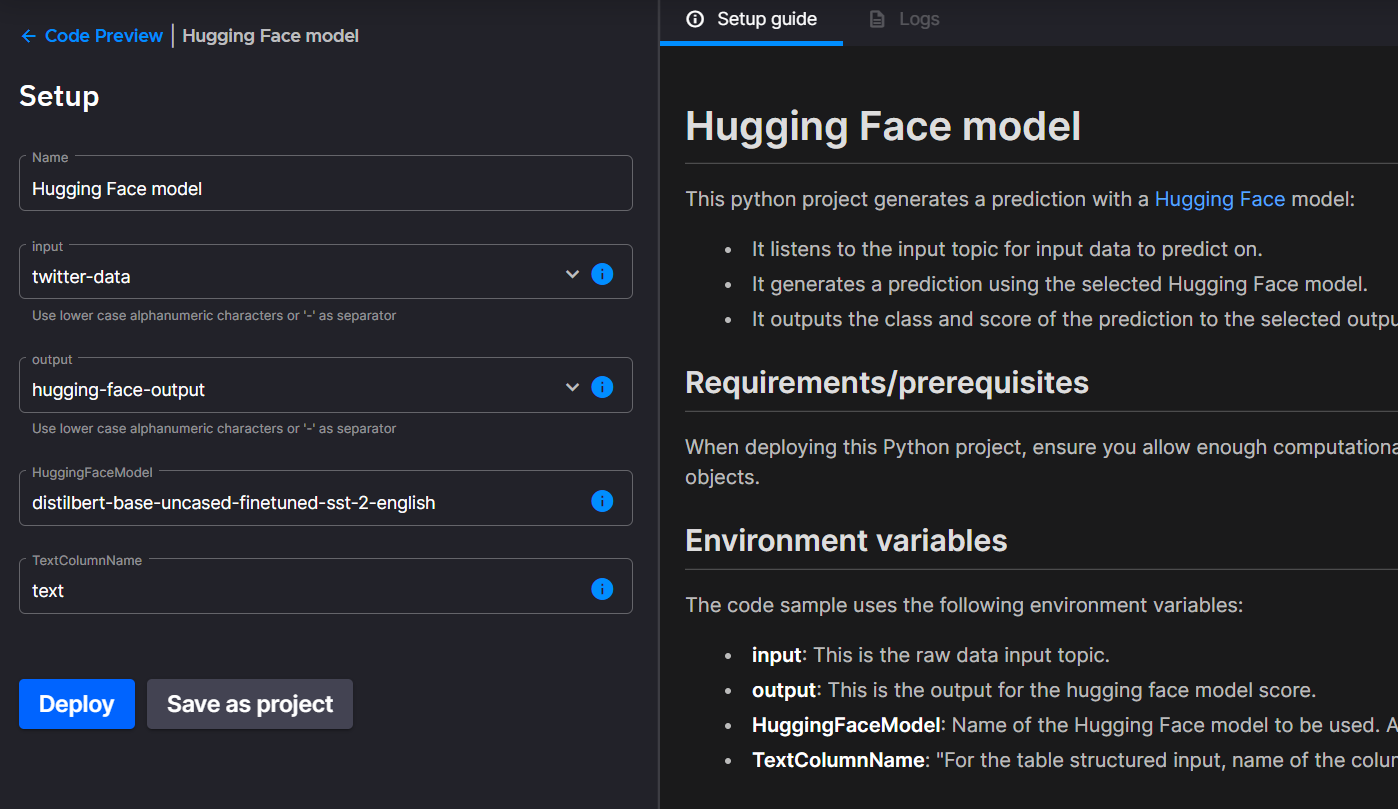 Code Preview | Hugging Face model
Setup
Name
Hugging Face model
input
twitter-data
Use lower case alphanumeric characters or '-' as separator
output
hugging-face-output
Use lower case alphanumeric characters or '-' as separator
HuggingFaceModel
distilbert-base-uncased-finetuned-sst-2-english
TextColumnName
text
Deploy
Save as project
Setup guide
Logs
Hugging Face model
This python project generates a prediction with a Hugging Face model:
• It listens to the input topic for input data to predict on.
• It generates a prediction using the selected Hugging Face model.
• It outputs the class and score of the prediction to the selected outpu
Requirements/prerequisites
When deploying this Python project, ensure you allow enough computationa
objects.
Environment variables
The code sample uses the following environment variables:
• input: This is the raw data input topic.
• output: This is the output for the hugging face model score.
• HuggingFaceModel: Name of the Hugging Face model to be used. A
• TextColumnName: "For the table structured input, name of the colu